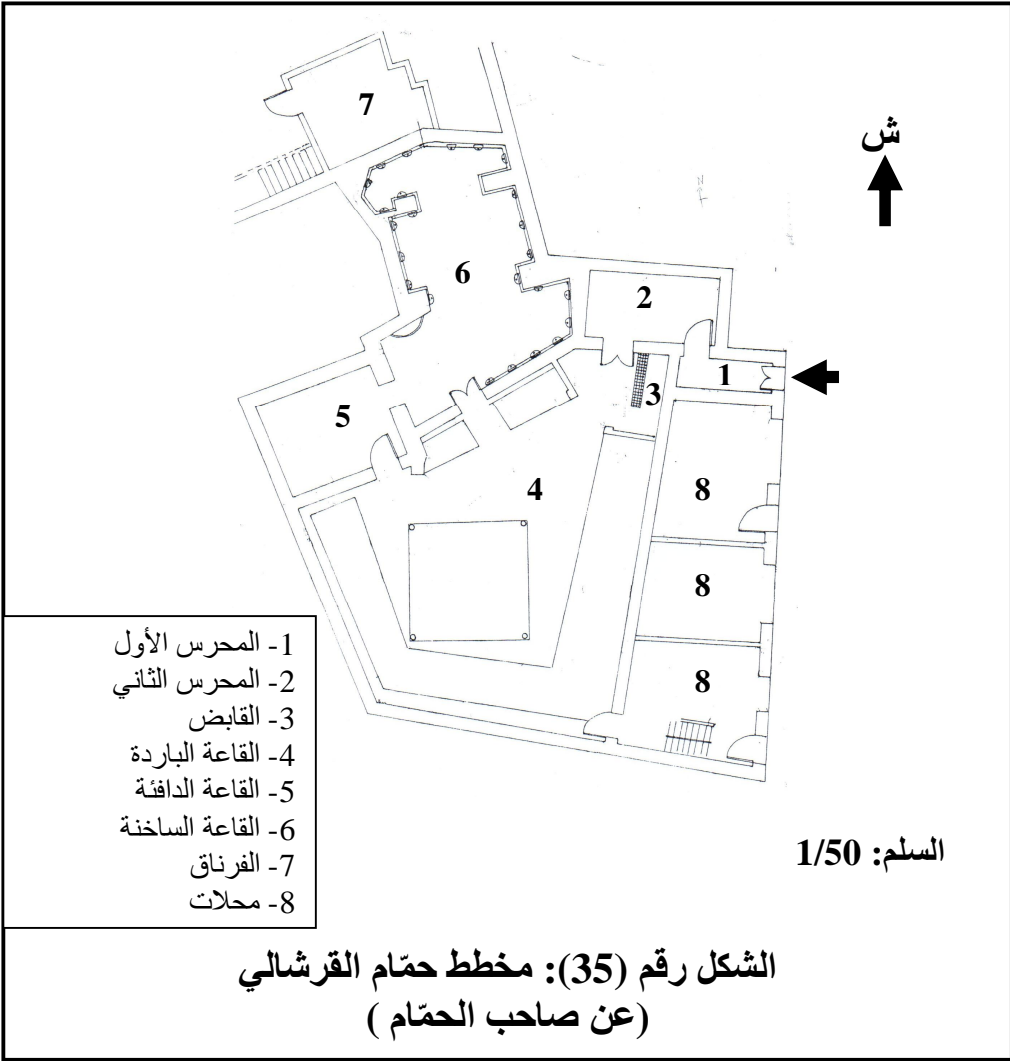 7
ش
6
2
1
3
5
4
8
8
8
1- المحرس الأول
2- المحرس الثاني
3- القابض
4- القاعة الباردة
5- القاعة الدافئة
6- القاعة الساخنة
7- الفرناق
8- محلات
السلم: 1/50
الشكل رقم (35): مخطط حمّام القرشالي
(عن صاحب الحمّام )